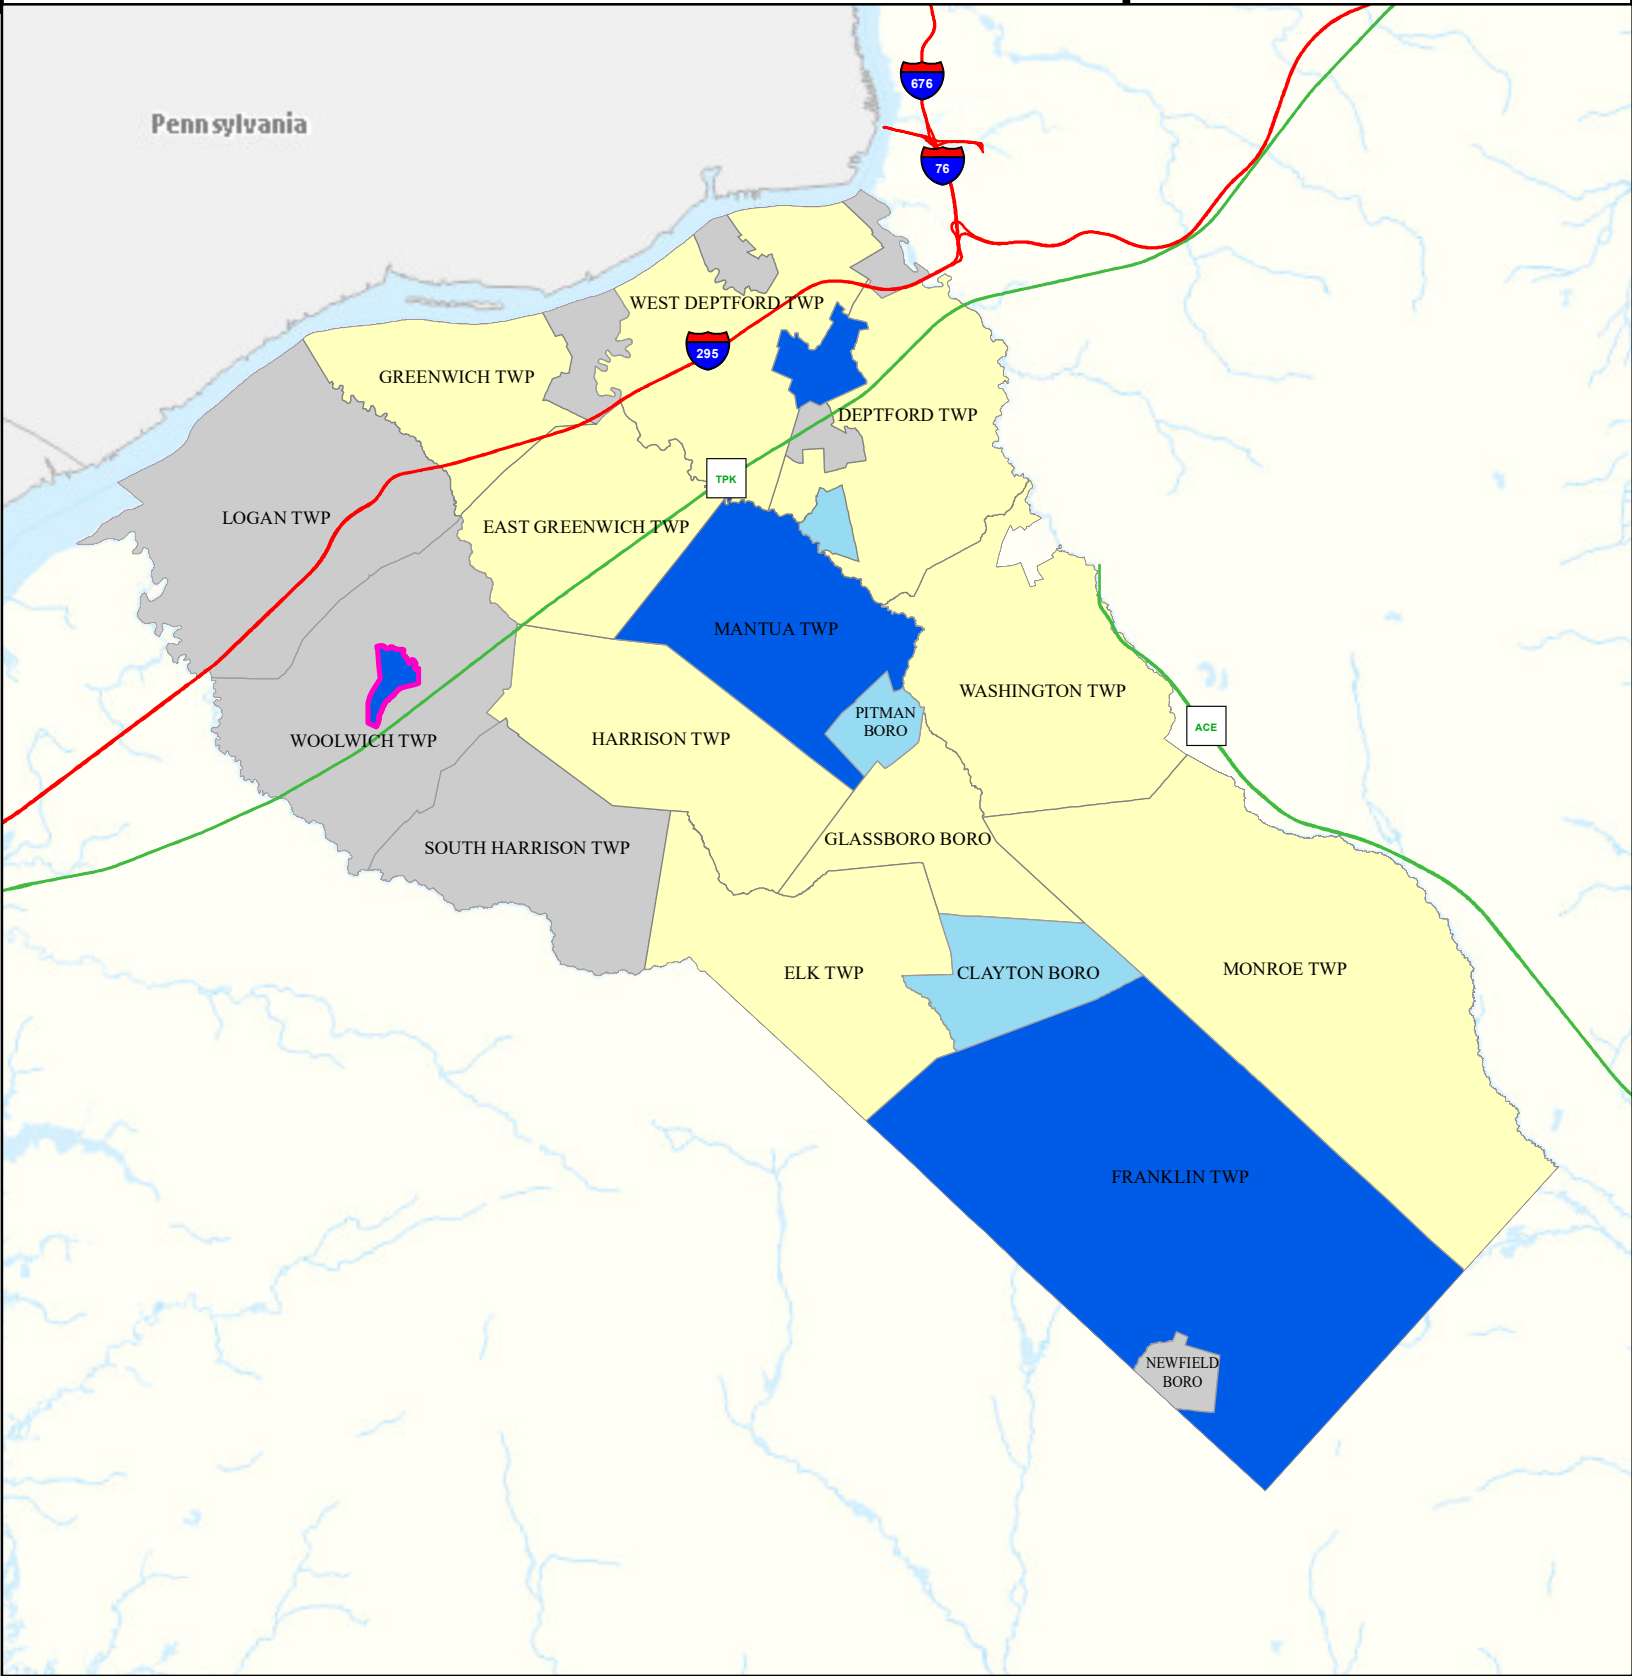 676
Pennsylvania
76
WEST DEPTFORD TWP
295
GREENWICH TWP
DEPTFORD TWP
TPK
LOGAN TWP
EAST GREENWICH TWP
MANTUA TWP
WASHINGTON TWP
PITMAN
BORO
ACE
WOOLWICH TWP
HARRISON TWP
GLASSBORO BORO
SOUTH HARRISON TWP
ELK TWP
CLAYTON BORO
MONROE TWP
FRANKLIN TWP
NEWFIELD
BORO